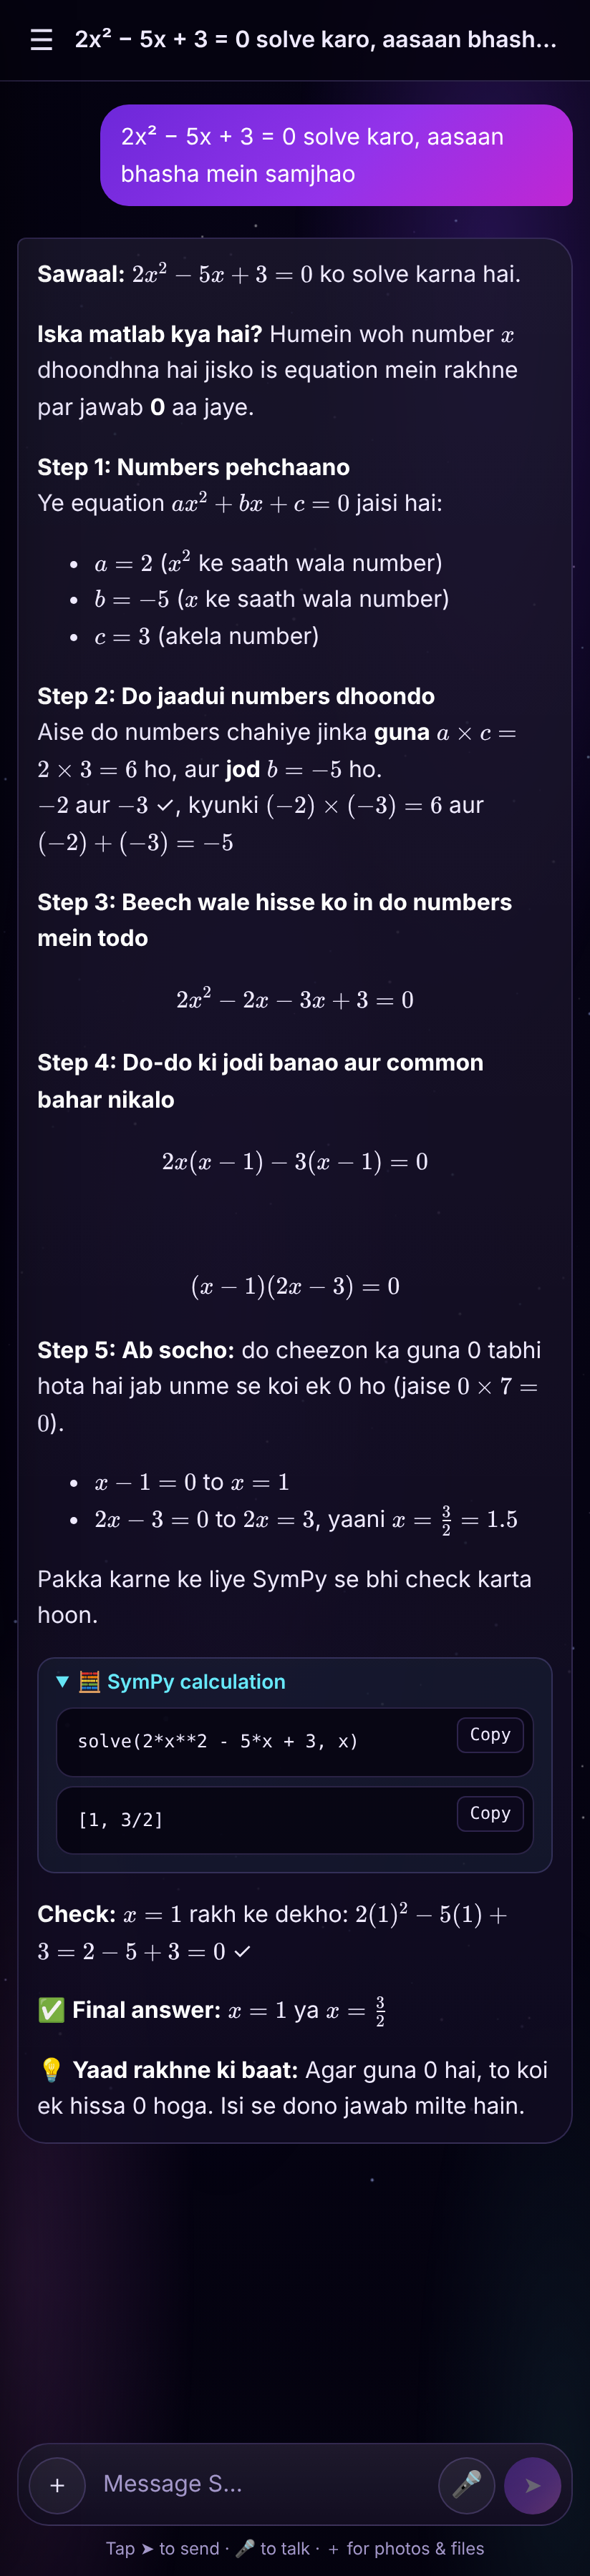 ☰ 2x² − 5x + 3 = 0 solve karo, aasaan bhash...
2x² − 5x + 3 = 0 solve karo, aasaan
bhasha mein samjhao
Sawaal: 2x² − 5x + 3 = 0 ko solve karna hai.
Iska matlab kya hai? Humein woh number x
dhoondhna hai jisko is equation mein rakhne
par jawab 0 aa jaye.
Step 1: Numbers pehchaano
Ye equation ax² + bx + c = 0 jaisi hai:
• a = 2 (x² ke saath wala number)
• b = −5 (x ke saath wala number)
• c = 3 (akela number)
Step 2: Do jaadui numbers dhoondo
Aise do numbers chahiye jinka guna a × c =
2 × 3 = 6 ho, aur jod b = −5 ho.
−2 aur −3 ✓, kyunki (−2) × (−3) = 6 aur
(−2) + (−3) = −5
Step 3: Beech wale hisse ko in do numbers
mein todo
2x² − 2x − 3x + 3 = 0
Step 4: Do-do ki jodi banao aur common
bahar nikalo
2x(x − 1) − 3(x − 1) = 0
(x − 1)(2x − 3) = 0
Step 5: Ab socho: do cheezon ka guna 0 tabhi
hota hai jab unme se koi ek 0 ho (jaise 0 × 7 =
0).
• x − 1 = 0 to x = 1
• 2x − 3 = 0 to 2x = 3, yaani x = 3/2 = 1.5
Pakka karne ke liye SymPy se bhi check karta
hoon.
▼ 🧮 SymPy calculation
solve(2*x**2 - 5*x + 3, x) Copy
[1, 3/2] Copy
Check: x = 1 rakh ke dekho: 2(1)² − 5(1) +
3 = 2 − 5 + 3 = 0 ✓
✅ Final answer: x = 1 ya x = 3/2
💡 Yaad rakhne ki baat: Agar guna 0 hai, to koi
ek hissa 0 hoga. Isi se dono jawab milte hain.
+ Message S... 🎤 ➤
Tap ➤ to send · 🎤 to talk · + for photos & files